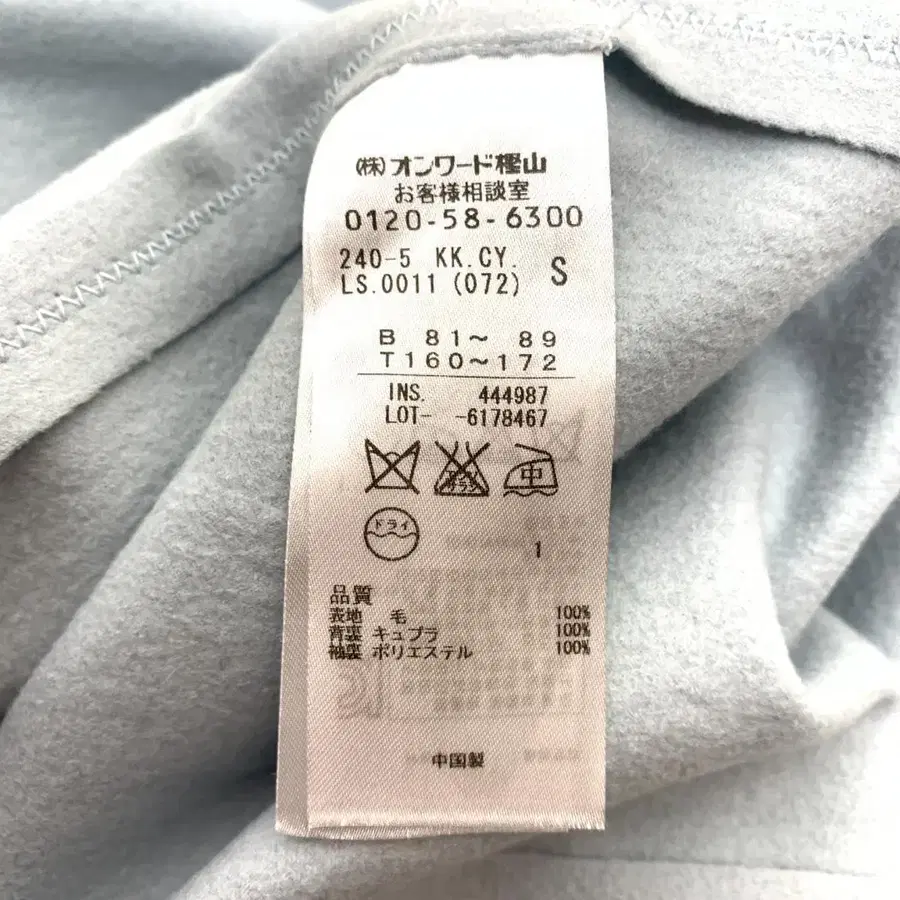 ㈱オンワード樫山
お客様相談室
0120-58-6300
240-5 KK.CY. S
LS.0011 (072)
B 81～ 89
T160～172
INS. 444987
LOT- -6178467
中
ドライ
1
品質
表地 毛 100%
背裏 キュプラ 100%
袖裏 ポリエステル 100%
中国製